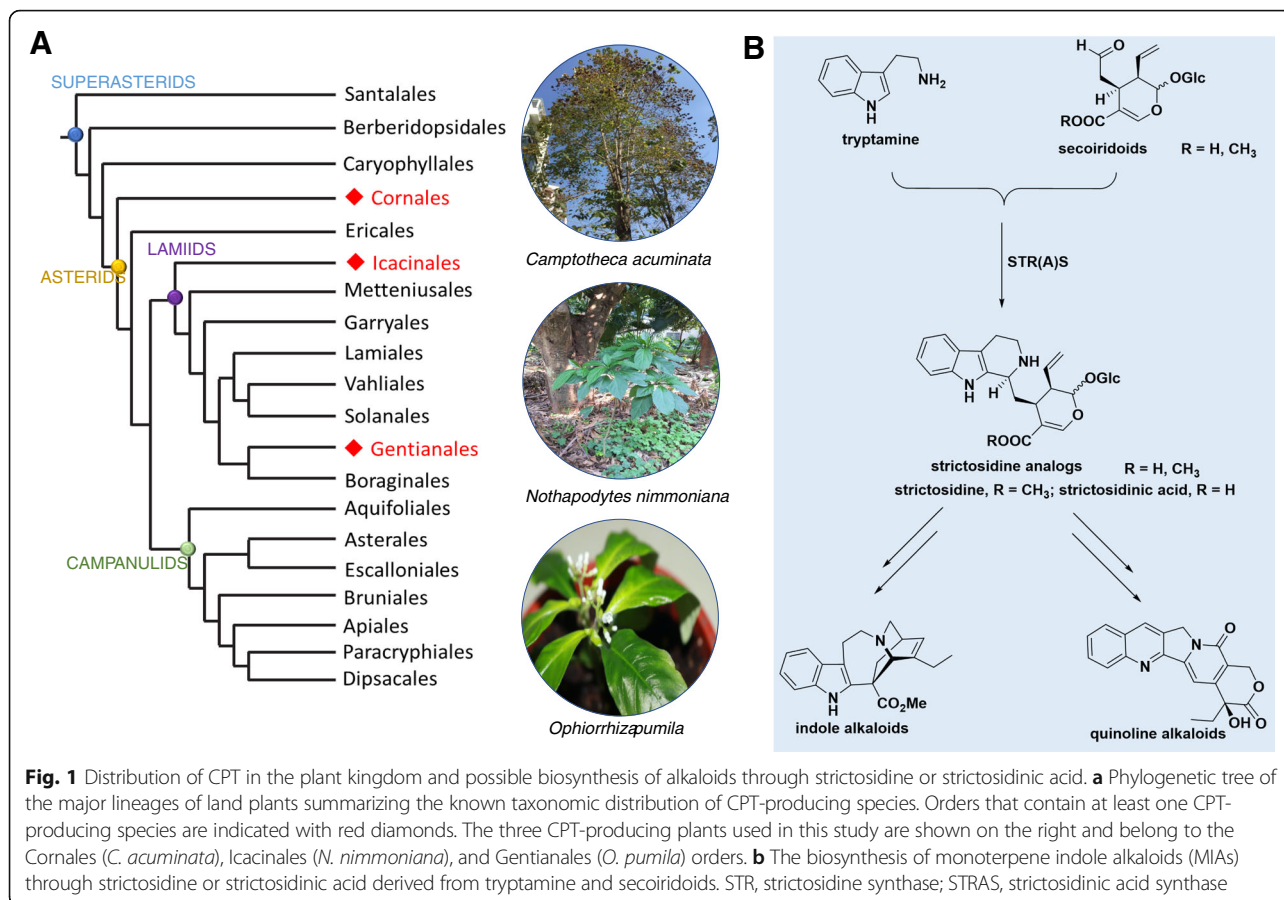 A
SUPERASTERIDS
Santalales
Berberidopsidales
Caryophyllales
◆ Cornales
Ericales
LAMIIDS
ASTERIDS
◆ Icacinales
Metteniusales
Garryales
Lamiales
Vahliales
Solanales
◆ Gentianales
Boraginales
Aquifoliales
CAMPANULIDS
Asterales
Escalloniales
Bruniales
Apiales
Paracryphiales
Dipsacales
Camptotheca acuminata
Nothapodytes nimmoniana
Ophiorrhizapumila
B
NH2
N
H
tryptamine
H
O
OGlc
H
O
ROOC
secoiridoids
R = H, CH3
STR(A)S
NH
N
H
H
OGlc
O
ROOC
strictosidine analogs
R = H, CH3
strictosidine, R = CH3; strictosidinic acid, R = H
N
N
H
CO2Me
indole alkaloids
O
N
N
O
OH
O
quinoline alkaloids
Fig. 1 Distribution of CPT in the plant kingdom and possible biosynthesis of alkaloids through strictosidine or strictosidinic acid. a Phylogenetic tree of
the major lineages of land plants summarizing the known taxonomic distribution of CPT-producing species. Orders that contain at least one CPT-
producing species are indicated with red diamonds. The three CPT-producing plants used in this study are shown on the right and belong to the
Cornales (C. acuminata), Icacinales (N. nimmoniana), and Gentianales (O. pumila) orders. b The biosynthesis of monoterpene indole alkaloids (MIAs)
through strictosidine or strictosidinic acid derived from tryptamine and secoiridoids. STR, strictosidine synthase; STRAS, strictosidinic acid synthase